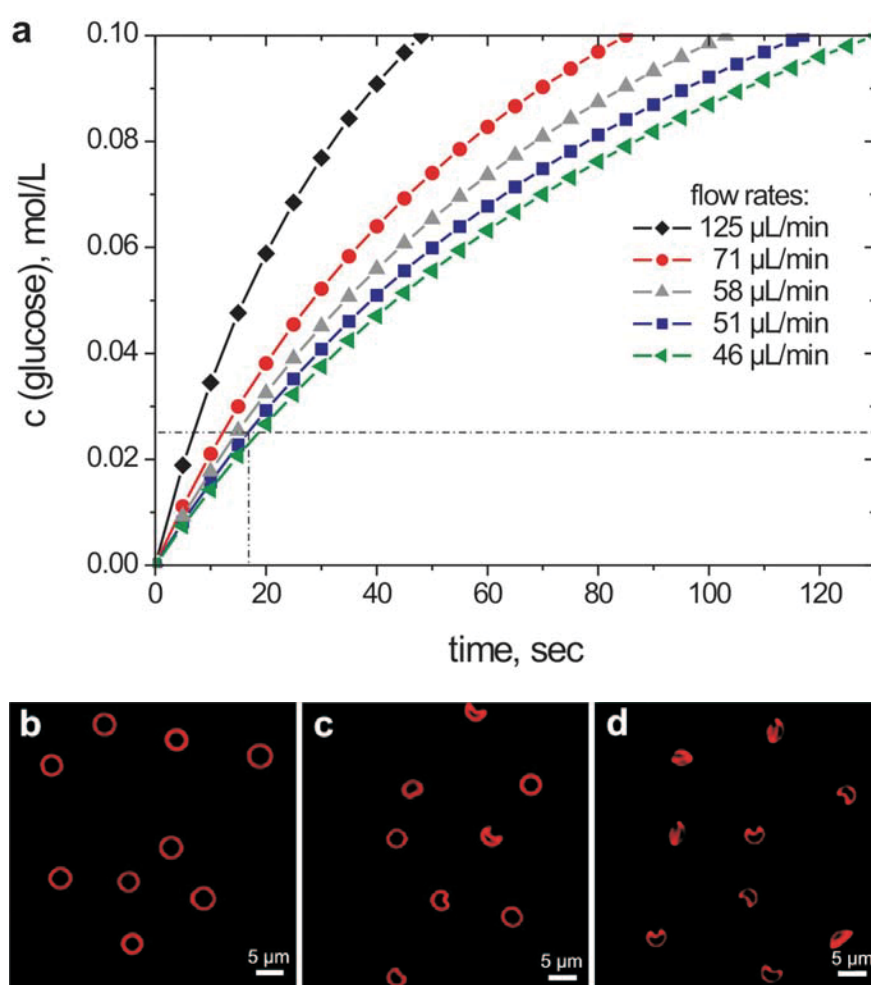 a
c (glucose), mol/L
0.10
0.08
0.06
0.04
0.02
0.00
0 20 40 60 80 100 120
time, sec
flow rates:
125 µL/min
71 µL/min
58 µL/min
51 µL/min
46 µL/min
b
5 µm
c
5 µm
d
5 µm